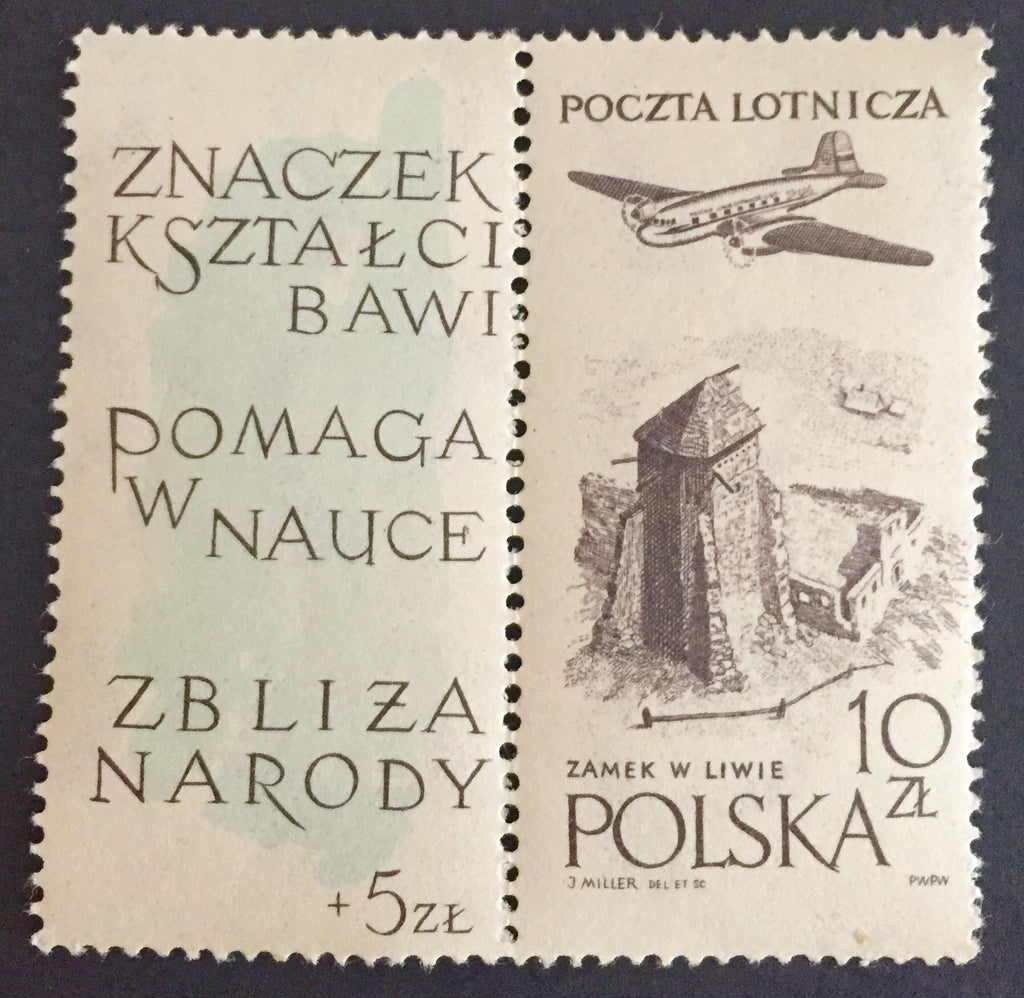 ZNACZEK
KSZTAŁCI
BAWI
POMAGA
W NAUCE
ZBLIŻA
NARODY
+5 ZŁ
POCZTA LOTNICZA
10 ZŁ
ZAMEK W LIWIE
POLSKA
J MILLER DEL ET SC
PWPW